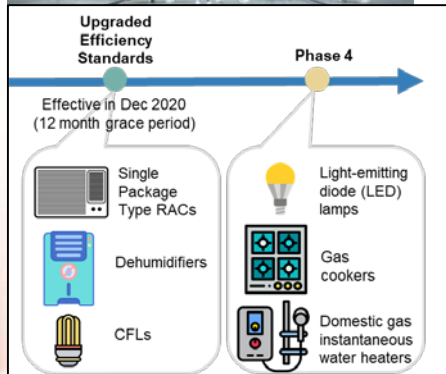 Upgraded
Efficiency
Standards
Phase 4
Effective in Dec 2020
(12 month grace period)
Single
Package
Type RACs
Dehumidifiers
CFLs
Light-emitting
diode (LED)
lamps
Gas
cookers
Domestic gas
instantaneous
water heaters